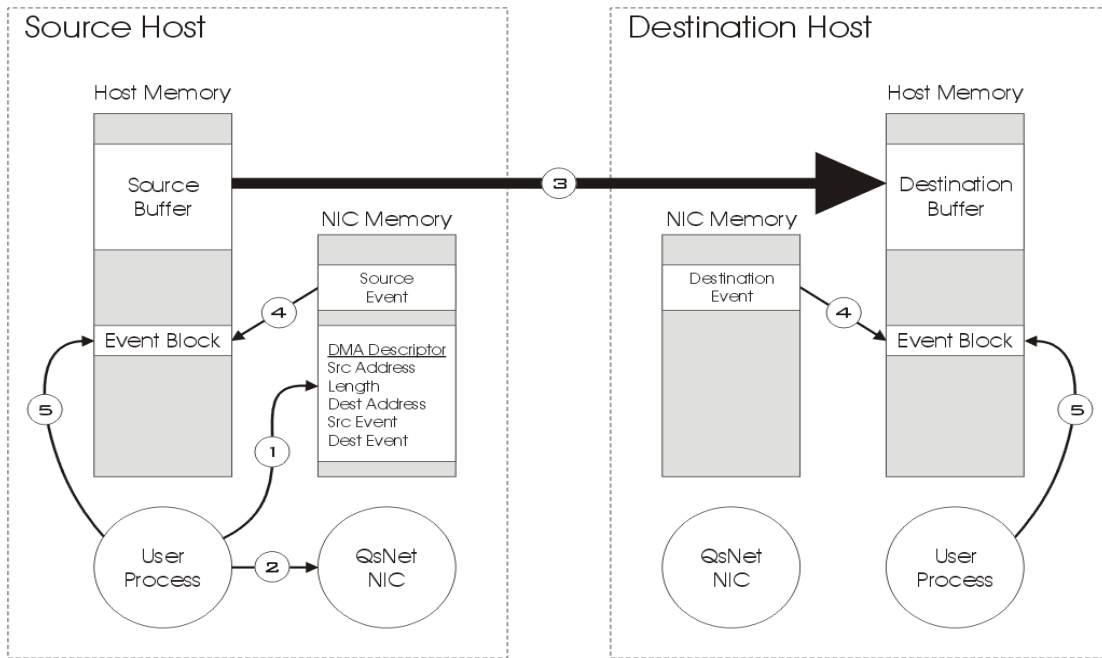 Source Host
Host Memory
Source
Buffer
Event Block
NIC Memory
Source
Event
DMA Descriptor
Src Address
Length
Dest Address
Src Event
Dest Event
4
5
1
User
Process
2
QsNet
NIC
3
Destination Host
NIC Memory
Destination
Event
4
Host Memory
Destination
Buffer
Event Block
5
QsNet
NIC
User
Process